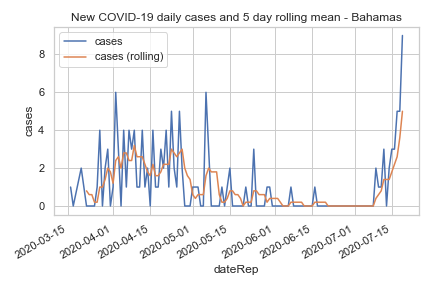 New COVID-19 daily cases and 5 day rolling mean - Bahamas
cases
cases (rolling)
cases
8
6
4
2
0
2020-03-15
2020-04-01
2020-04-15
2020-05-01
2020-05-15
2020-06-01
2020-06-15
2020-07-01
2020-07-15
dateRep